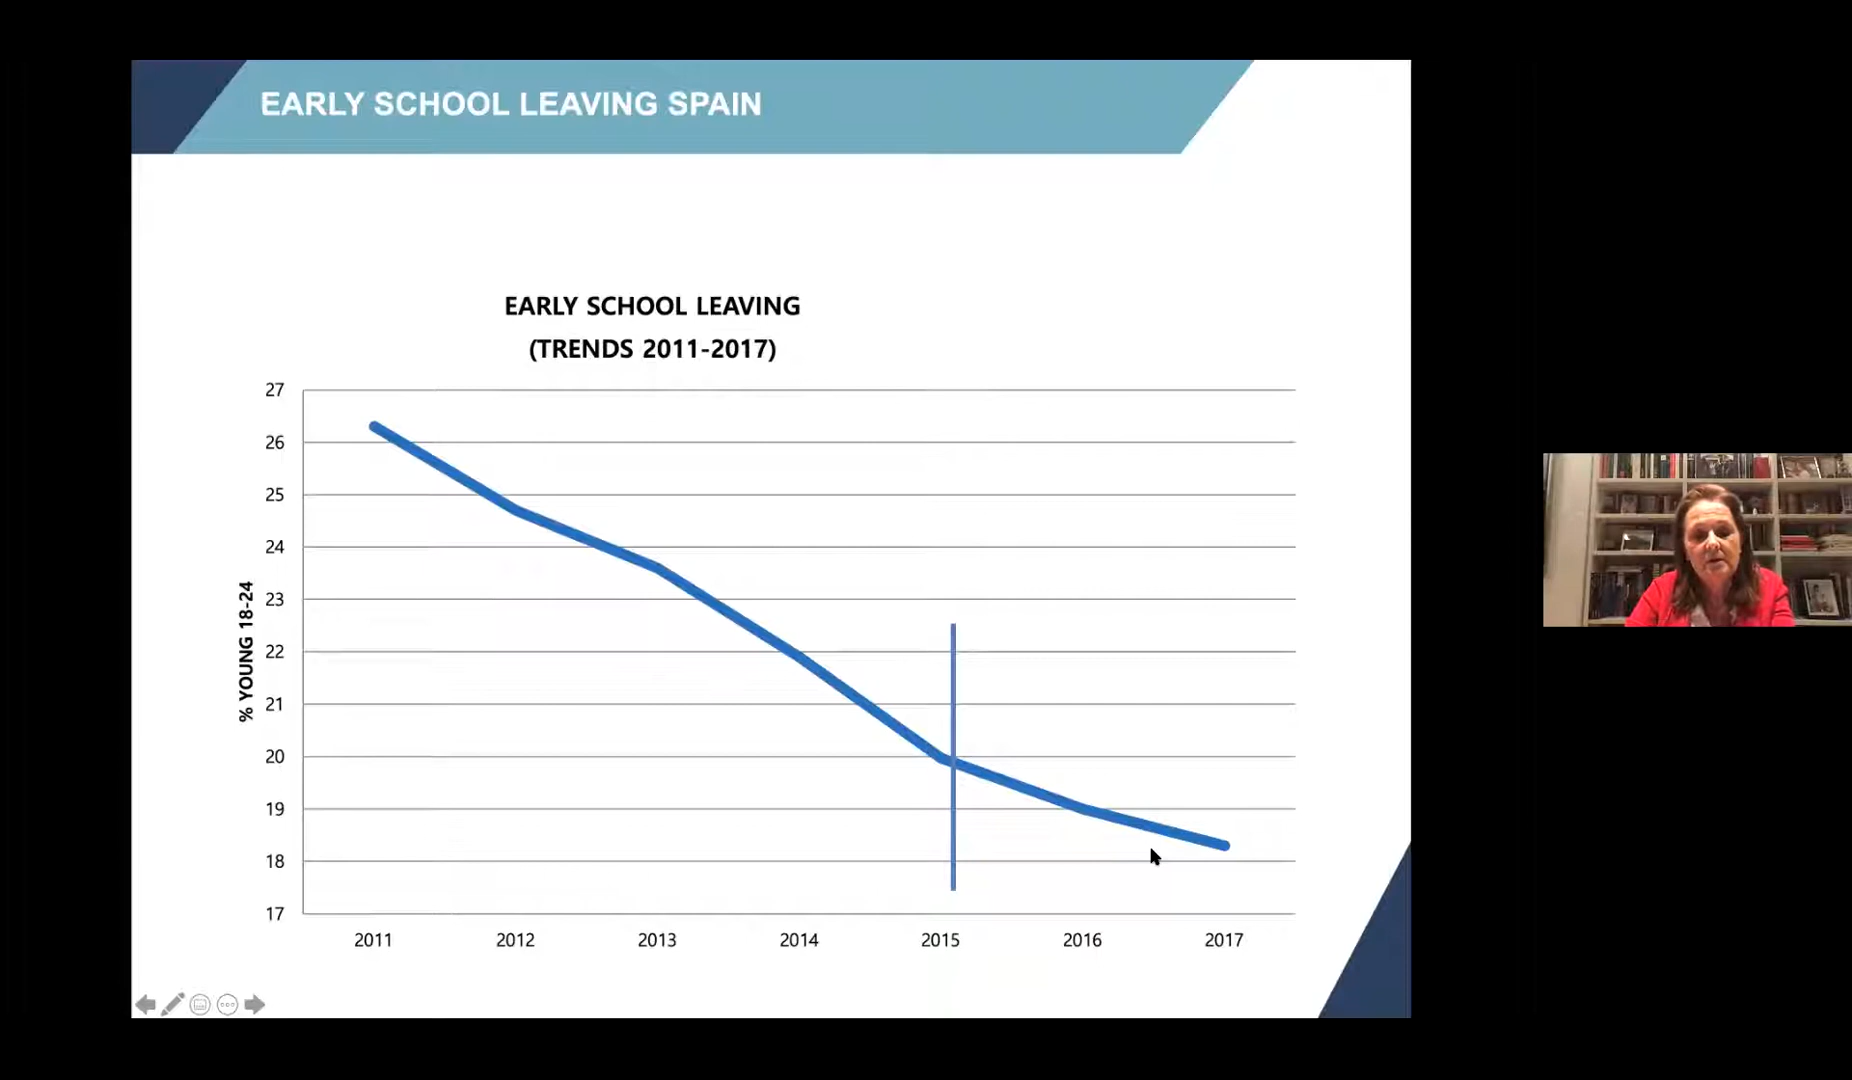 EARLY SCHOOL LEAVING SPAIN
EARLY SCHOOL LEAVING
(TRENDS 2011-2017)
% YOUNG 18-24
27
26
25
24
23
22
21
20
19
18
17
2011 2012 2013 2014 2015 2016 2017